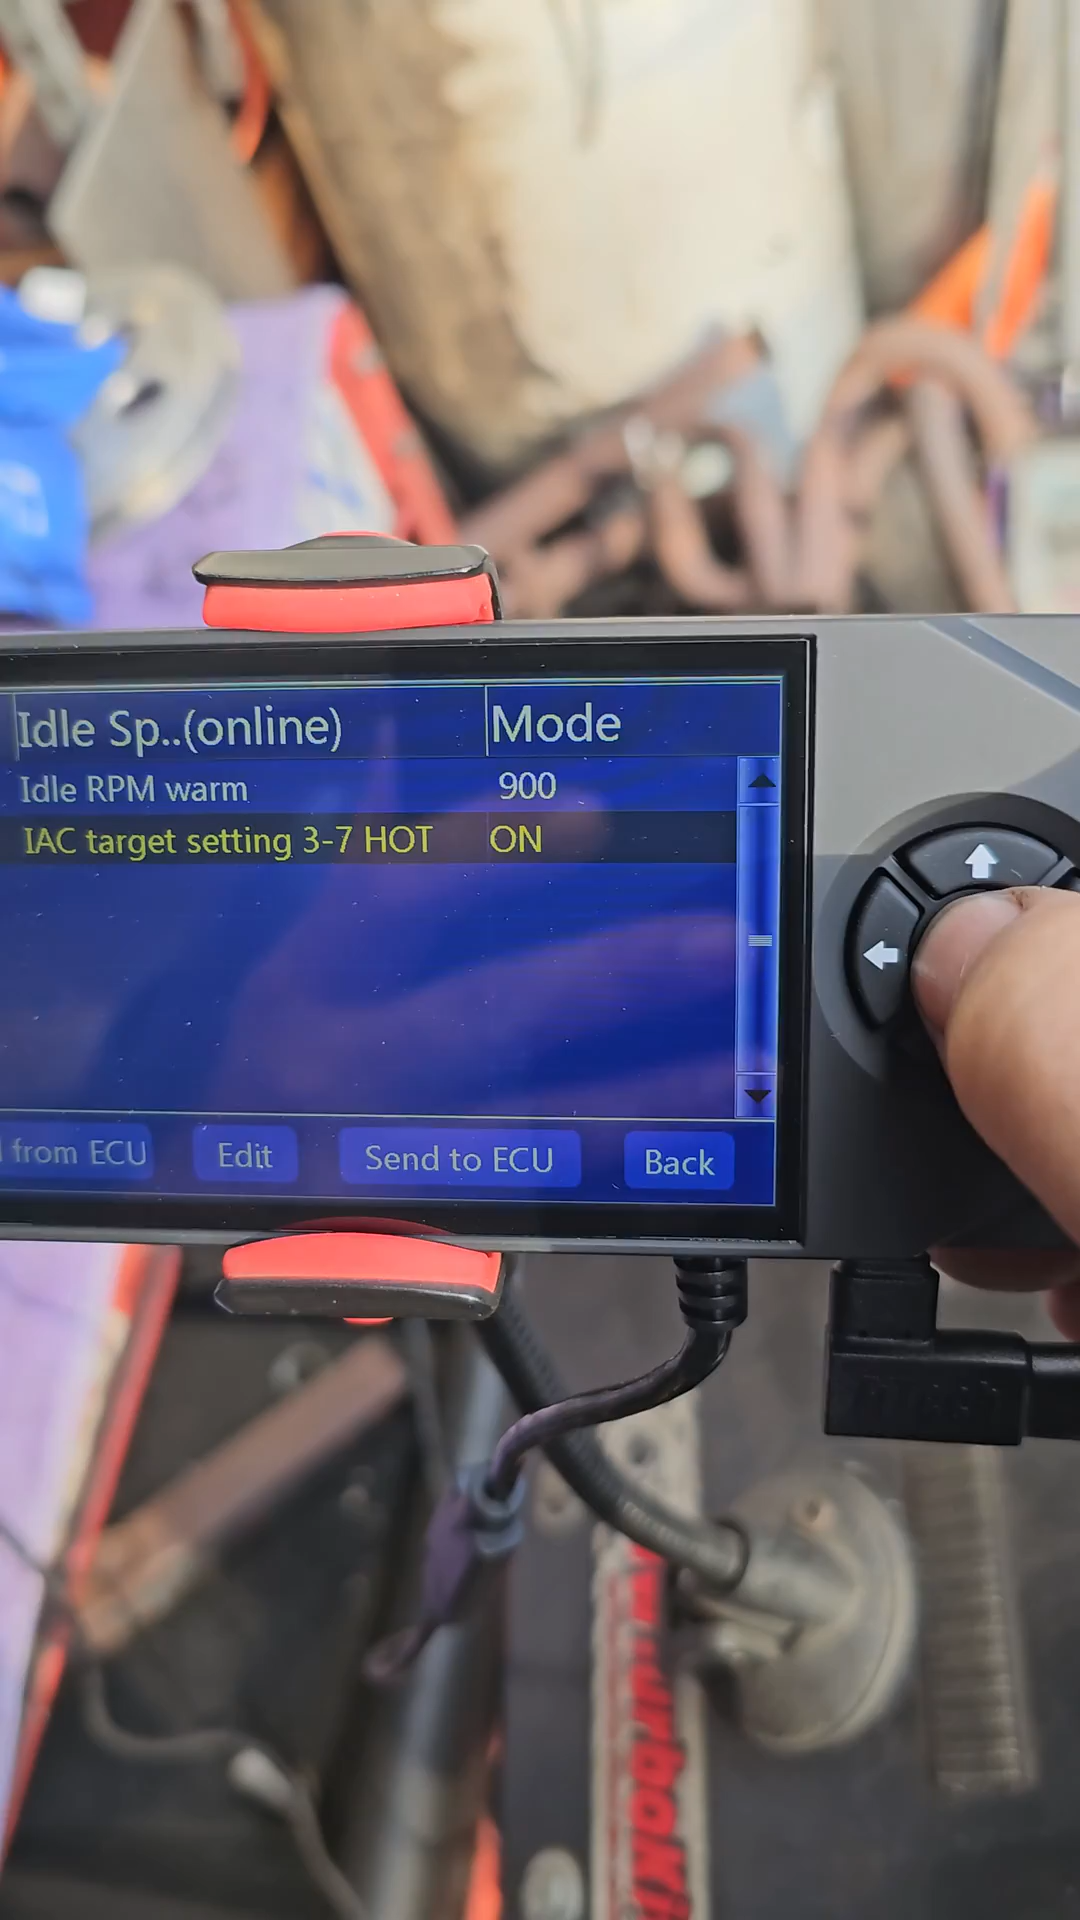 Idle Sp..(online) Mode
Idle RPM warm 900
IAC target setting 3-7 HOT ON
from ECU Edit Send to ECU Back